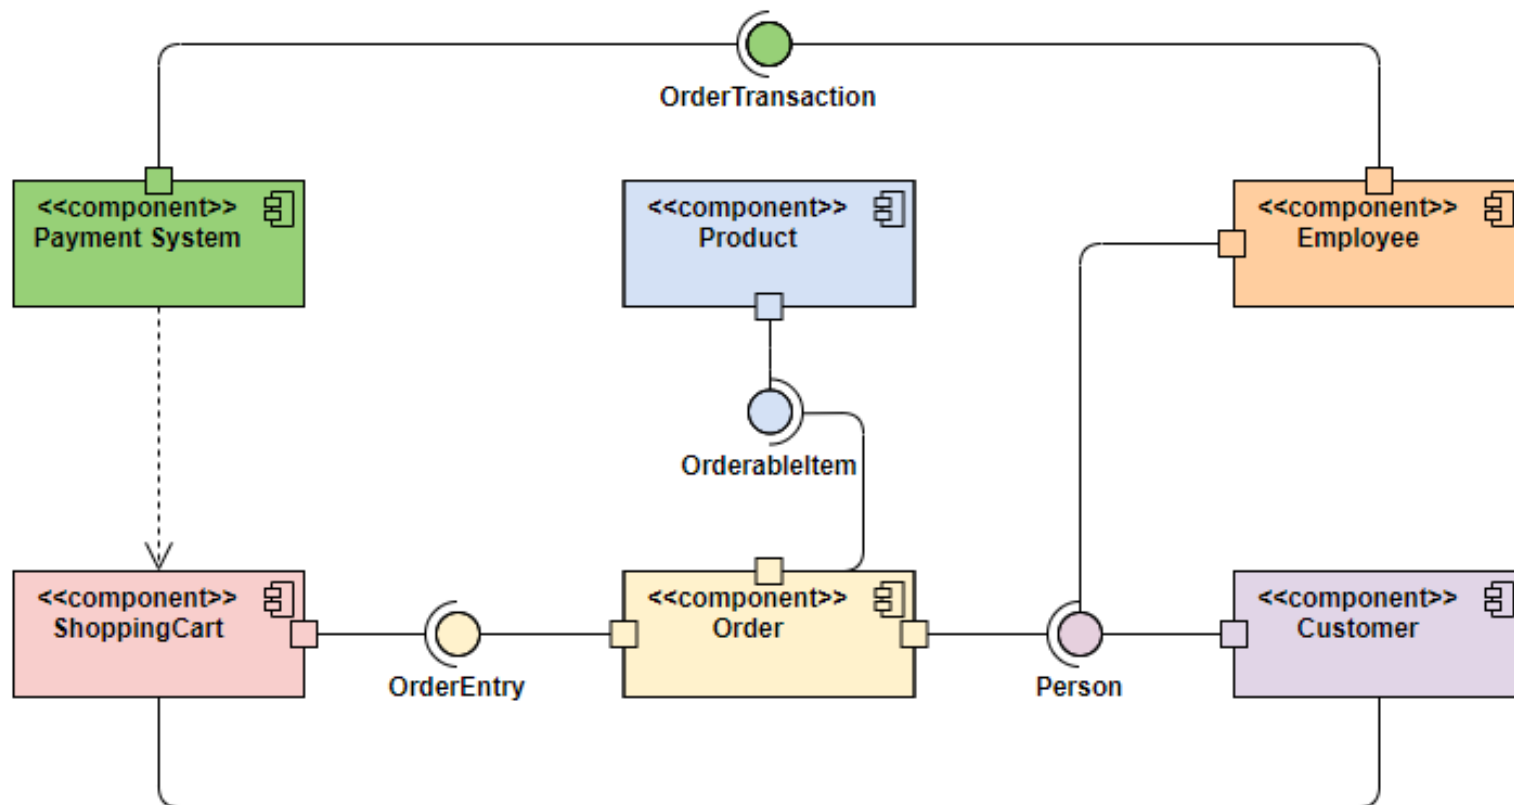 OrderTransaction
<<component>>
Payment System
<<component>>
Product
<<component>>
Employee
OrderableItem
<<component>>
ShoppingCart
<<component>>
Order
<<component>>
Customer
OrderEntry
Person